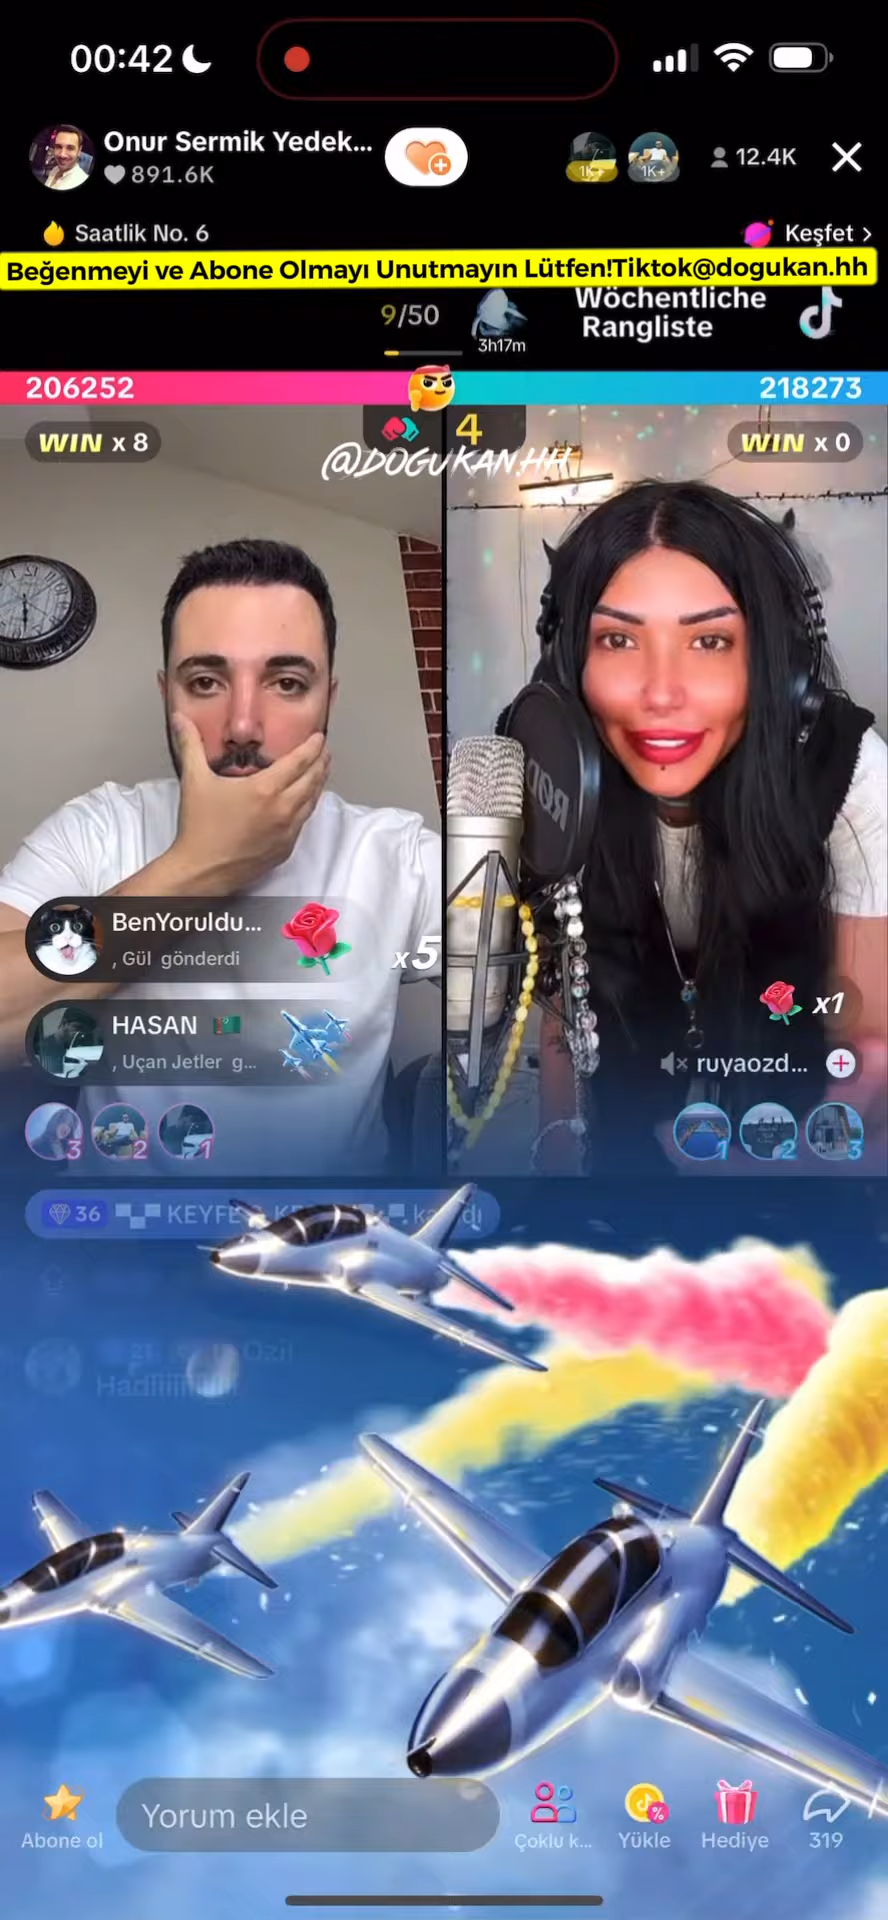 00:42
Onur Sermik Yedek...
891.6K
1K+
1K+
12.4K
Saatlik No. 6
Keşfet >
Beğenmeyi ve Abone Olmayı Unutmayın Lütfen!Tiktok@dogukan.hh
9/50
3h17m
Wöchentliche
Rangliste
206252
218273
WIN x 8
4
WIN x 0
@DOGUKAN.HH
RØD
BenYoruldu...
, Gül gönderdi
x5
HASAN
, Uçan Jetler g...
x1
ruyaozd...
3
2
1
1
2
3
36
Hadiiiiiiiiii
Abone ol
Yorum ekle
Çoklu k...
Yükle
Hediye
319